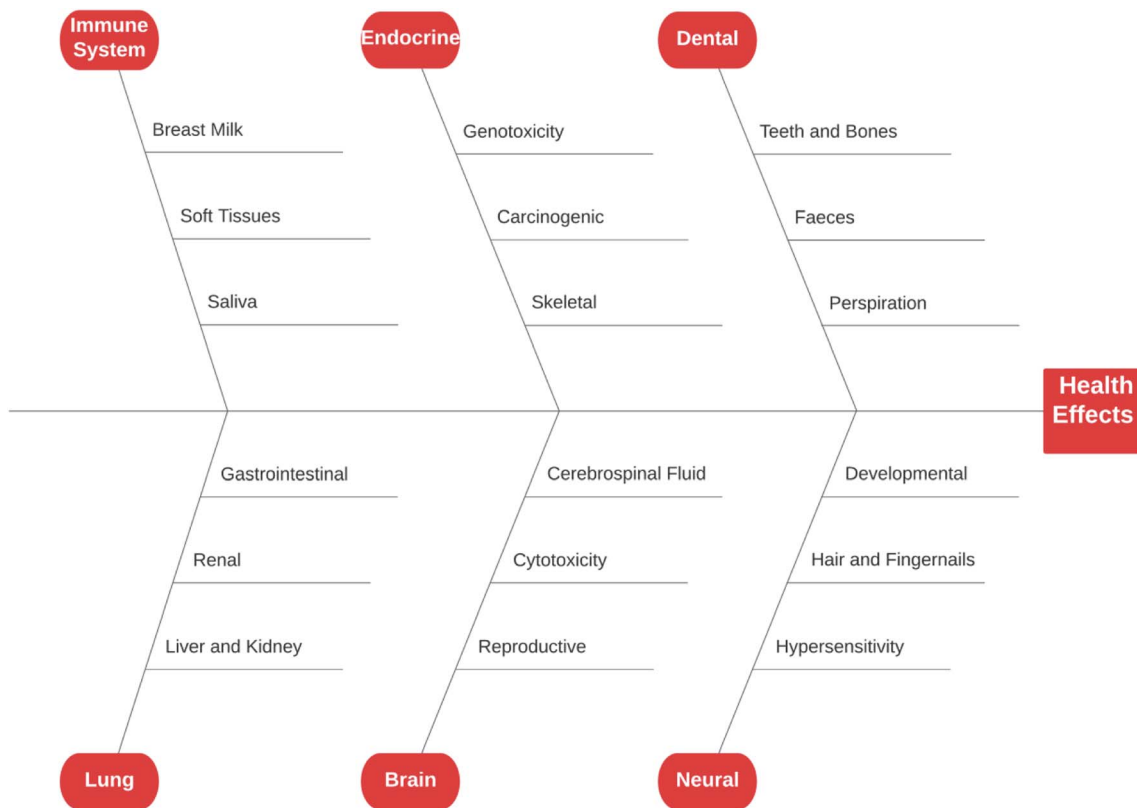 Immune
System
Endocrine
Dental
Breast Milk
Genotoxicity
Teeth and Bones
Soft Tissues
Carcinogenic
Faeces
Saliva
Skeletal
Perspiration
Health
Effects
Gastrointestinal
Cerebrospinal Fluid
Developmental
Renal
Cytotoxicity
Hair and Fingernails
Liver and Kidney
Reproductive
Hypersensitivity
Lung
Brain
Neural